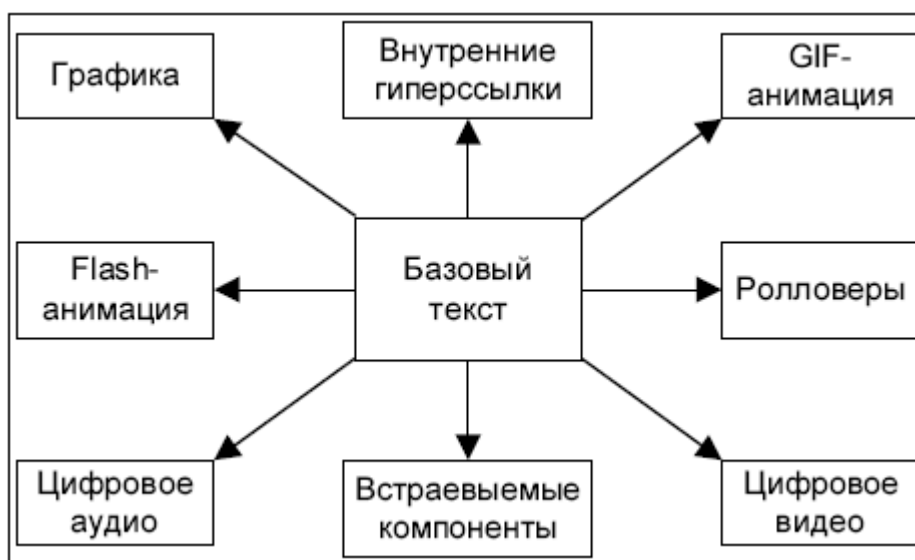 Графика
Внутренние
гиперссылки
GIF-
анимация
Flash-
анимация
Базовый
текст
Ролловеры
Цифровое
аудио
Встраевыемые
компоненты
Цифровое
видео